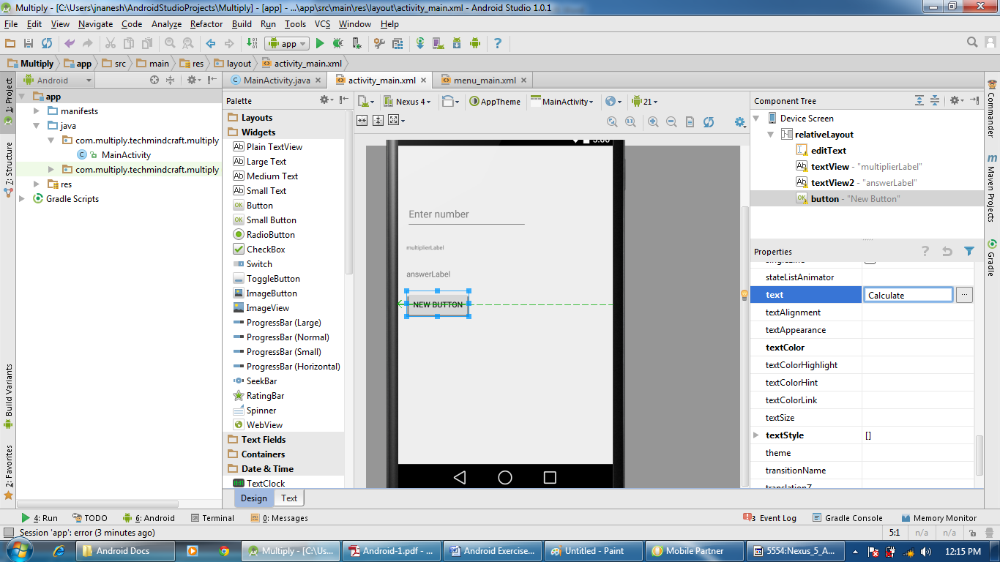 Multiply - [C:\Users\jnanesh\AndroidStudioProjects\Multiply] - [app] - ...\app\src\main\res\layout\activity_main.xml - Android Studio 1.0.1
File Edit View Navigate Code Analyze Refactor Build Run Tools VCS Window Help
app
Multiply app src main res layout activity_main.xml
Android
MainActivity.java activity_main.xml menu_main.xml
1: Project
7: Structure
Build Variants
2: Favorites
app
manifests
java
com.multiply.techmindcraft.multiply
MainActivity
com.multiply.techmindcraft.multiply
res
Gradle Scripts
Palette
Layouts
Widgets
Plain TextView
Large Text
Medium Text
Small Text
Button
Small Button
RadioButton
CheckBox
Switch
ToggleButton
ImageButton
ImageView
ProgressBar (Large)
ProgressBar (Normal)
ProgressBar (Small)
ProgressBar (Horizontal)
SeekBar
RatingBar
Spinner
WebView
Text Fields
Containers
Date & Time
TextClock
Nexus 4 AppTheme MainActivity 21
5:00
Enter number
multiplierLabel
answerLabel
NEW BUTTON
Design Text
Component Tree
Device Screen
relativeLayout
editText
textView - "multiplierLabel"
textView2 - "answerLabel"
button - "New Button"
Properties
singleLine
stateListAnimator
text Calculate ...
textAlignment
textAppearance
textColor
textColorHighlight
textColorHint
textColorLink
textSize
textStyle []
theme
transitionName
translationZ
Commander
Maven Projects
Gradle
4: Run TODO 6: Android Terminal 0: Messages 3 Event Log Gradle Console Memory Monitor
Session 'app': error (3 minutes ago) 5:1 n/a n/a
Android Docs Multiply - [C:\Us... Android-1.pdf - ... Android Exercise... Untitled - Paint Mobile Partner 5554:Nexus_5_A... 12:15 PM